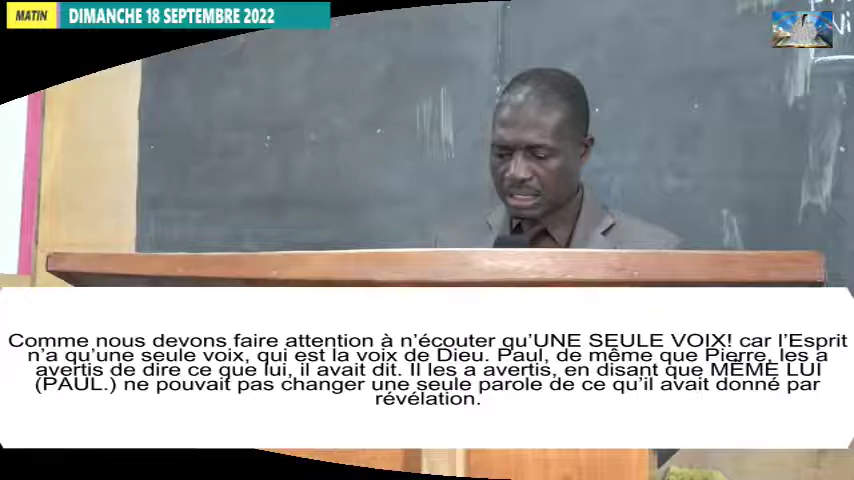 MATIN
DIMANCHE 18 SEPTEMBRE 2022
Comme nous devons faire attention à n'écouter qu'UNE SEULE VOIX! car l'Esprit
n'a qu'une seule voix, qui est la voix de Dieu. Paul, de même que Pierre, les a
avertis de dire ce que lui, il avait dit. Il les a avertis, en disant que MÊME LUI
(PAUL.) ne pouvait pas changer une seule parole de ce qu'il avait donné par
révélation.